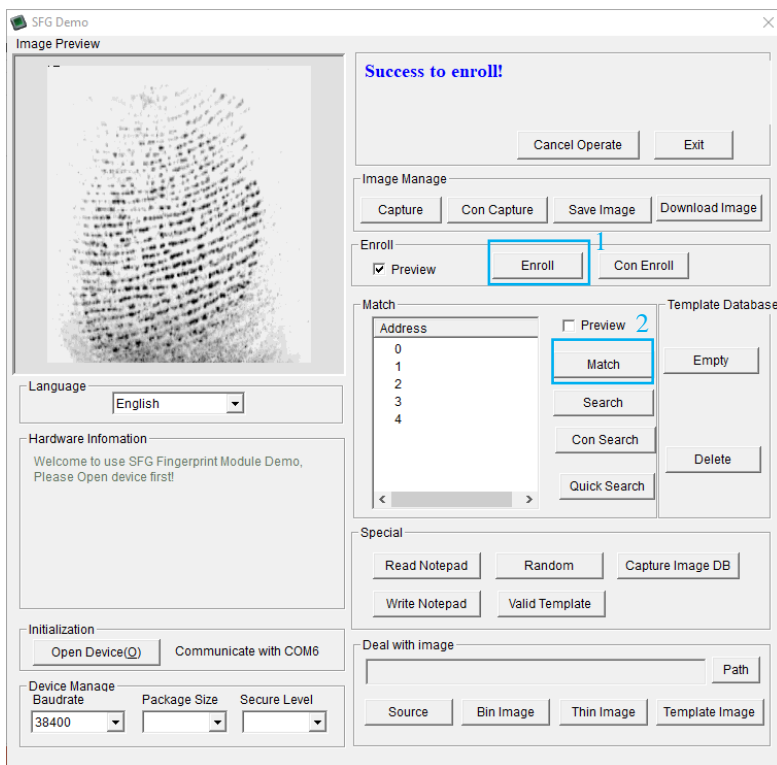 SFG Demo
Image Preview
Success to enroll!
Cancel Operate
Exit
Image Manage
Capture
Con Capture
Save Image
Download Image
Enroll
1
Preview
Enroll
Con Enroll
Match
Template Database
Address
0
1
2
3
4
Preview
2
Match
Search
Con Search
Quick Search
Empty
Delete
Language
English
Hardware Infomation
Welcome to use SFG Fingerprint Module Demo,
Please Open device first!
Special
Read Notepad
Random
Capture Image DB
Write Notepad
Valid Template
Initialization
Open Device(O)
Communicate with COM6
Deal with image
Path
Source
Bin Image
Thin Image
Template Image
Device Manage
Baudrate
Package Size
Secure Level
38400